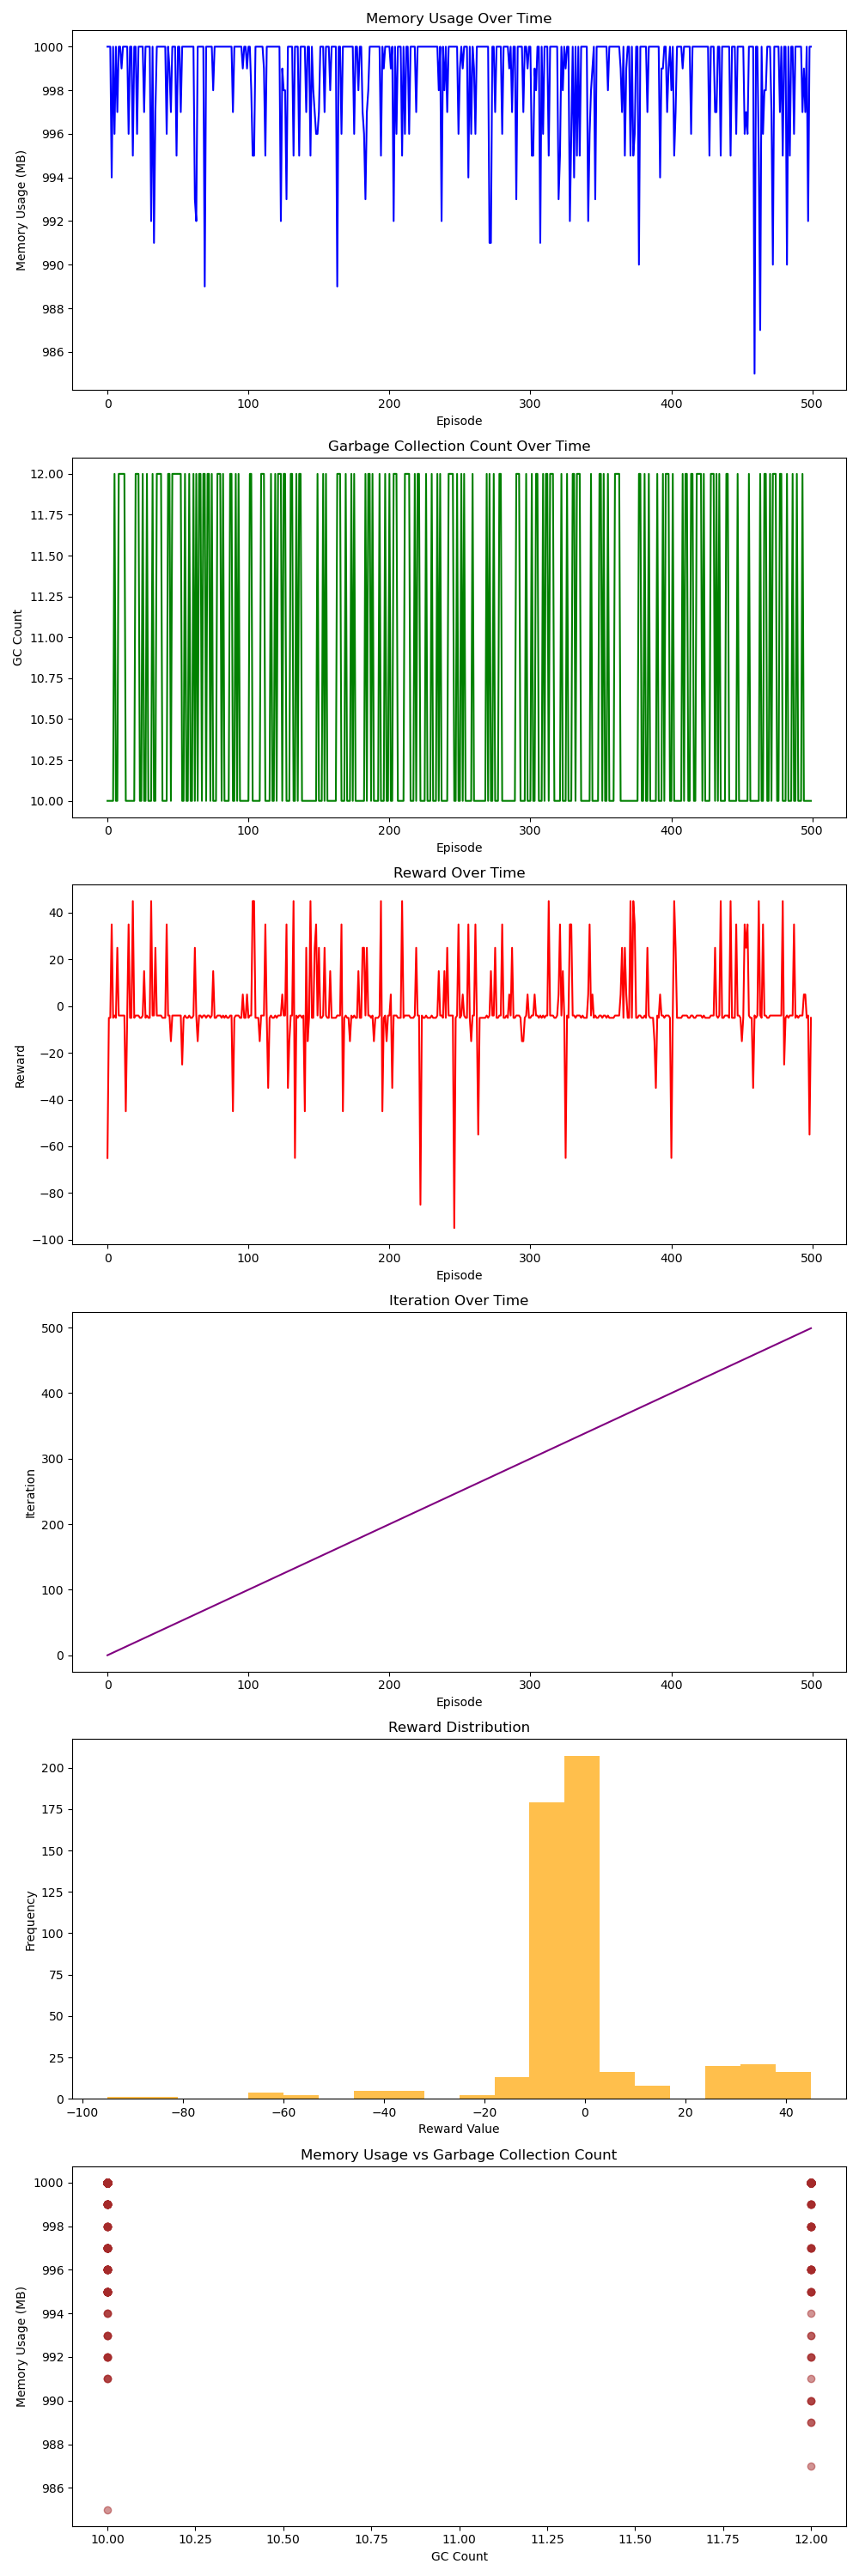 Memory Usage Over Time
1000
998
996
994
992
990
988
986
Memory Usage (MB)
0 100 200 300 400 500
Episode
Garbage Collection Count Over Time
12.00
11.75
11.50
11.25
11.00
10.75
10.50
10.25
10.00
GC Count
0 100 200 300 400 500
Episode
Reward Over Time
40
20
0
−20
−40
−60
−80
−100
Reward
0 100 200 300 400 500
Episode
Iteration Over Time
500
400
300
200
100
0
Iteration
0 100 200 300 400 500
Episode
Reward Distribution
200
175
150
125
100
75
50
25
0
Frequency
−100 −80 −60 −40 −20 0 20 40
Reward Value
Memory Usage vs Garbage Collection Count
1000
998
996
994
992
990
988
986
Memory Usage (MB)
10.00 10.25 10.50 10.75 11.00 11.25 11.50 11.75 12.00
GC Count